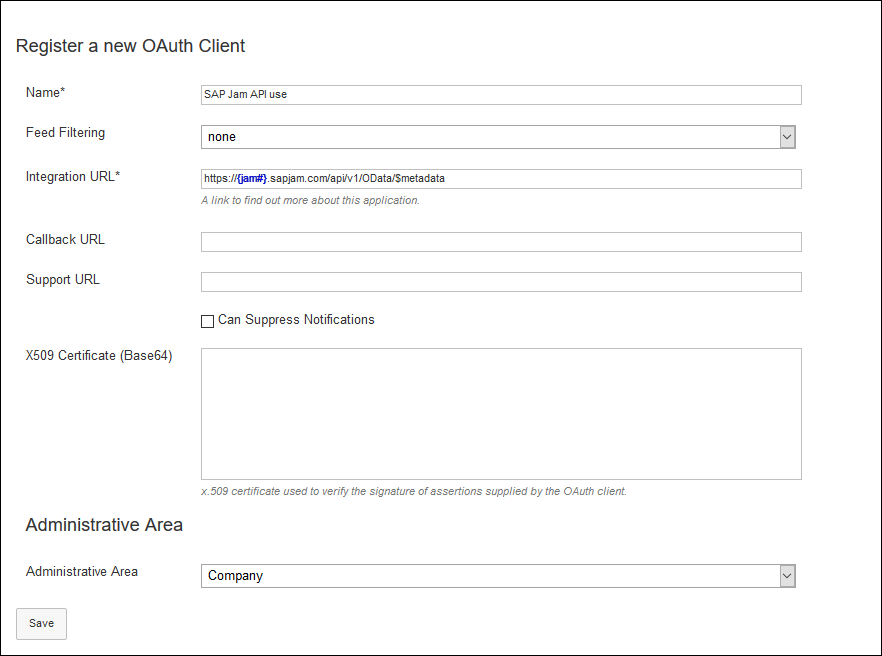 Register a new OAuth Client
Name*
SAP Jam API use
Feed Filtering
none
Integration URL*
https://{jam#}.sapjam.com/api/v1/OData/$metadata
A link to find out more about this application.
Callback URL
Support URL
Can Suppress Notifications
X509 Certificate (Base64)
x.509 certificate used to verify the signature of assertions supplied by the OAuth client.
Administrative Area
Administrative Area
Company
Save